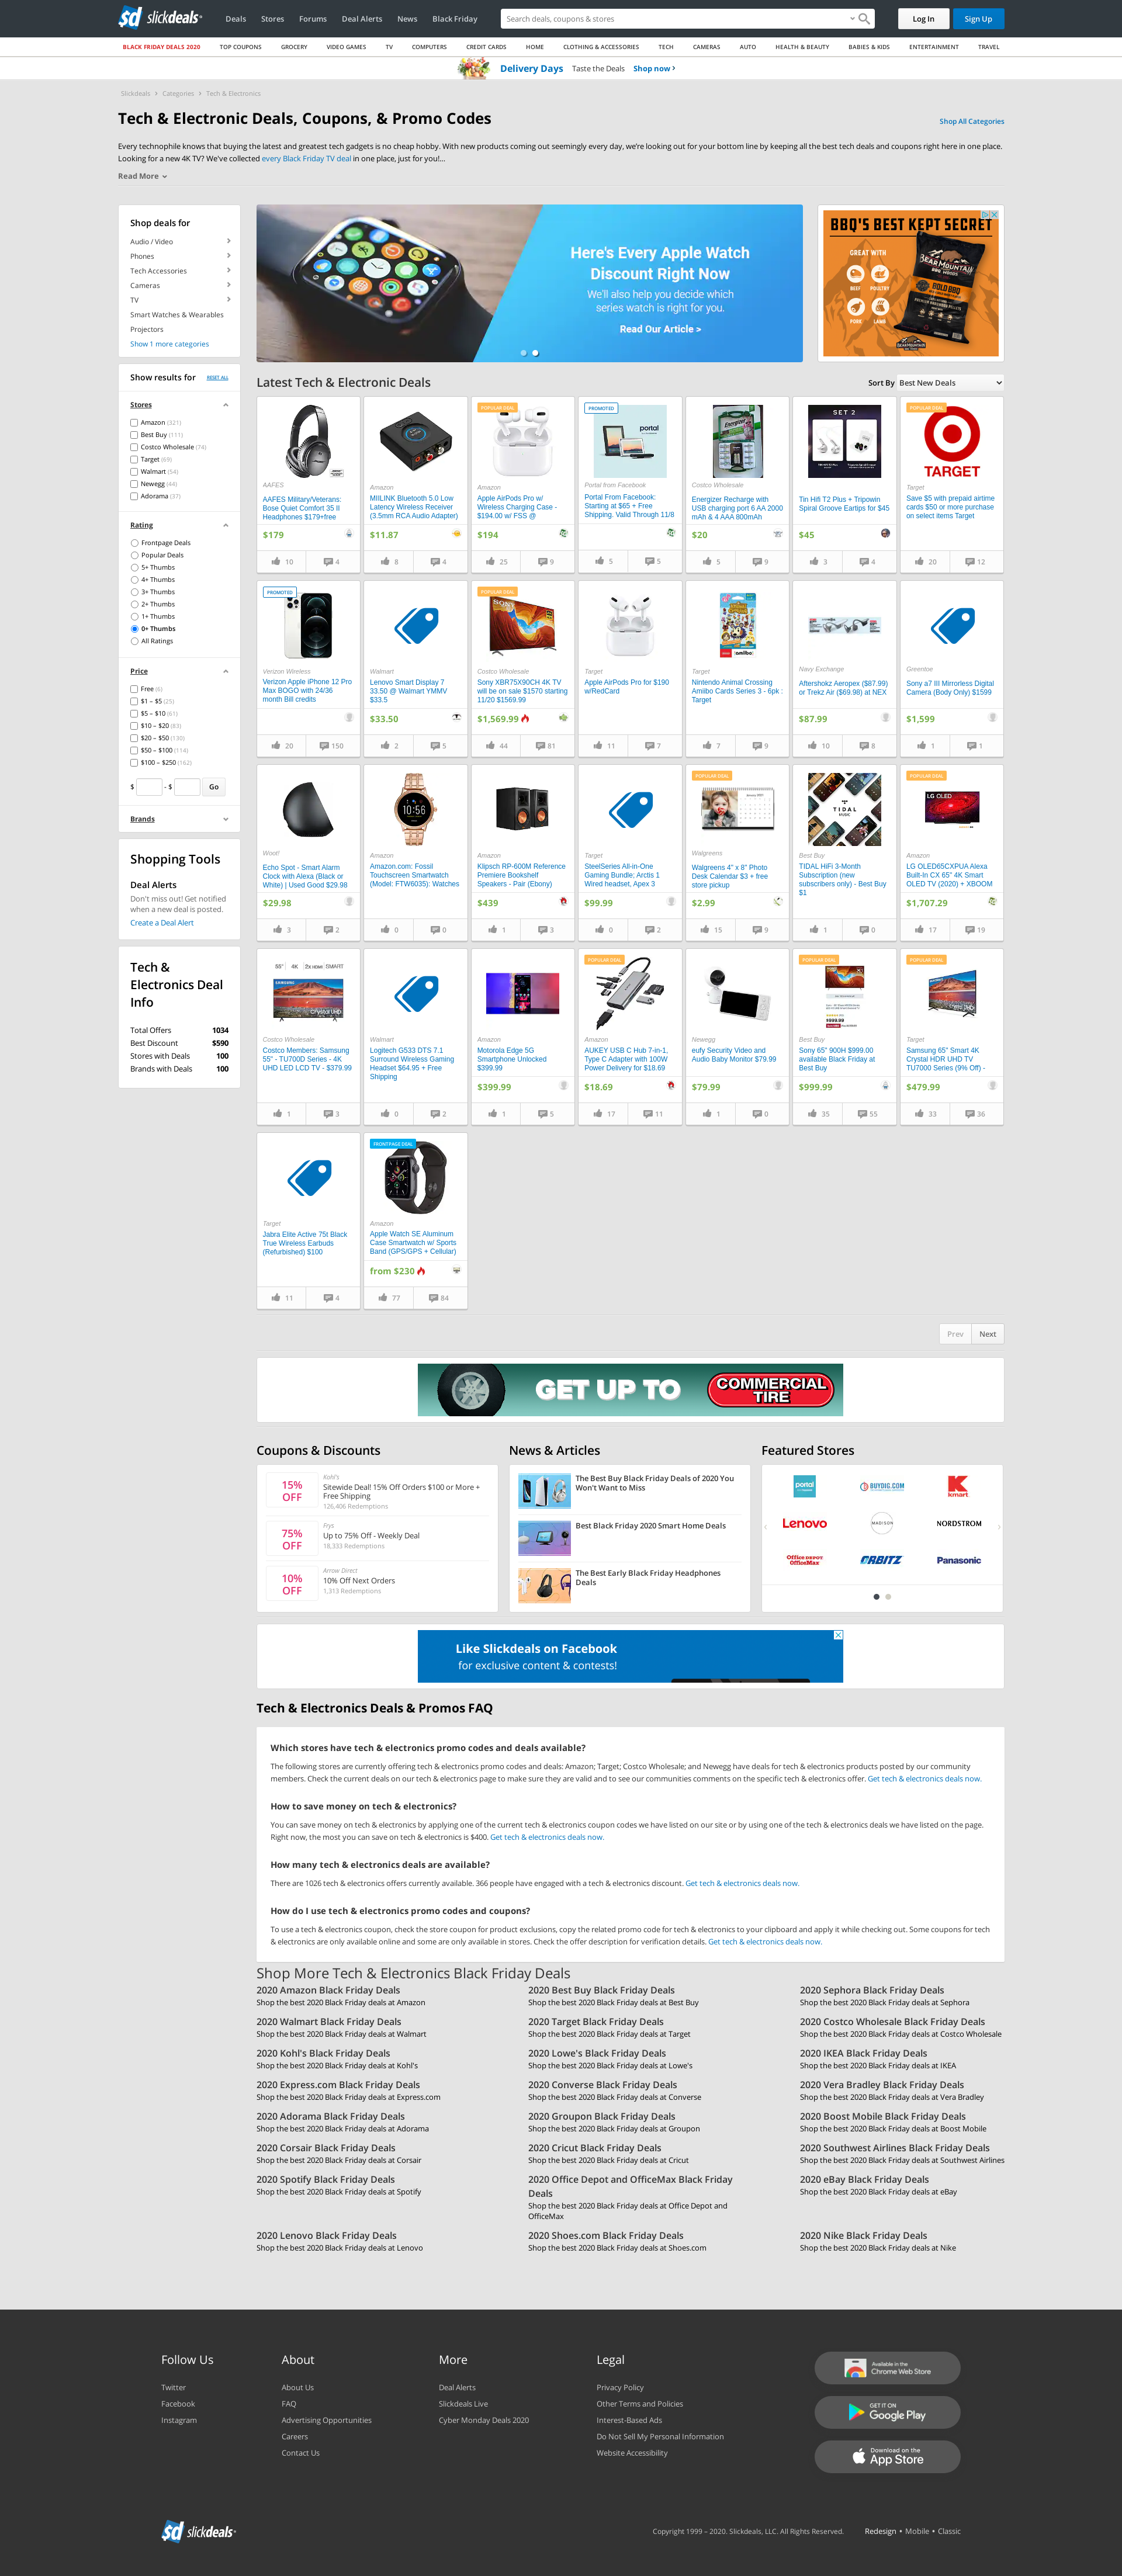 slickdeals
Deals
Stores
Forums
Deal Alerts
News
Black Friday
Search deals, coupons & stores
Log In
Sign Up
BLACK FRIDAY DEALS 2020
TOP COUPONS
GROCERY
VIDEO GAMES
TV
COMPUTERS
CREDIT CARDS
HOME
CLOTHING & ACCESSORIES
TECH
CAMERAS
AUTO
HEALTH & BEAUTY
BABIES & KIDS
ENTERTAINMENT
TRAVEL
Delivery Days Taste the Deals Shop now
Slickdeals > Categories > Tech & Electronics
Tech & Electronic Deals, Coupons, & Promo Codes
Shop All Categories
Every technophile knows that buying the latest and greatest tech gadgets is no cheap hobby. With new products coming out seemingly every day, we're looking out for your bottom line by keeping all the best tech deals and coupons right here in one place.
Looking for a new 4K TV? We've collected every Black Friday TV deal in one place, just for you!...
Read More
Shop deals for
Audio / Video
Phones
Tech Accessories
Cameras
TV
Smart Watches & Wearables
Projectors
Show 1 more categories
Show results for
RESET ALL
Stores
Amazon (321)
Best Buy (111)
Costco Wholesale (74)
Target (69)
Walmart (54)
Newegg (44)
Adorama (37)
Rating
Frontpage Deals
Popular Deals
5+ Thumbs
4+ Thumbs
3+ Thumbs
2+ Thumbs
1+ Thumbs
0+ Thumbs
All Ratings
Price
Free (6)
$1 – $5 (25)
$5 – $10 (61)
$10 – $20 (83)
$20 – $50 (130)
$50 – $100 (114)
$100 – $250 (162)
$ - $ Go
Brands
Shopping Tools
Deal Alerts
Don't miss out! Get notified
when a new deal is posted.
Create a Deal Alert
Tech &
Electronics Deal
Info
Total Offers 1034
Best Discount $590
Stores with Deals 100
Brands with Deals 100
Here's Every Apple Watch
Discount Right Now
We'll also help you decide which
series watch is right for you.
Read Our Article >
BBQ'S BEST KEPT SECRET
GREAT WITH
BEEF
POULTRY
PORK
LAMB
BEAR MOUNTAIN
BOLD BBQ
Latest Tech & Electronic Deals
Sort By Best New Deals
AAFES
AAFES Military/Veterans:
Bose Quiet Comfort 35 II
Headphones $179+free
$179
10
4
Amazon
MIILINK Bluetooth 5.0 Low
Latency Wireless Receiver
(3.5mm RCA Audio Adapter)
$11.87
8
4
POPULAR DEAL
Amazon
Apple AirPods Pro w/
Wireless Charging Case -
$194.00 w/ FSS @
$194
25
9
PROMOTED
portal
Portal from Facebook
Portal From Facebook:
Starting at $65 + Free
Shipping. Valid Through 11/8
5
5
Costco Wholesale
Energizer Recharge with
USB charging port 6 AA 2000
mAh & 4 AAA 800mAh
$20
5
9
SET 2
Tin Hifi T2 Plus + Tripowin
Spiral Groove Eartips for $45
$45
3
4
POPULAR DEAL
TARGET
Target
Save $5 with prepaid airtime
cards $50 or more purchase
on select items Target
20
12
PROMOTED
Verizon Wireless
Verizon Apple iPhone 12 Pro
Max BOGO with 24/36
month Bill credits
20
150
Walmart
Lenovo Smart Display 7
33.50 @ Walmart YMMV
$33.5
$33.50
2
5
POPULAR DEAL
SONY
Costco Wholesale
Sony XBR75X90CH 4K TV
will be on sale $1570 starting
11/20 $1569.99
$1,569.99
44
81
Target
Apple AirPods Pro for $190
w/RedCard
11
7
amiibo
Target
Nintendo Animal Crossing
Amiibo Cards Series 3 - 6pk :
Target
7
9
Navy Exchange
Aftershokz Aeropex ($87.99)
or Trekz Air ($69.98) at NEX
$87.99
10
8
Greentoe
Sony a7 III Mirrorless Digital
Camera (Body Only) $1599
$1,599
1
1
Woot!
Echo Spot - Smart Alarm
Clock with Alexa (Black or
White) | Used Good $29.98
$29.98
3
2
Amazon
Amazon.com: Fossil
Touchscreen Smartwatch
(Model: FTW6035): Watches
0
0
Amazon
Klipsch RP-600M Reference
Premiere Bookshelf
Speakers - Pair (Ebony)
$439
1
3
Target
SteelSeries All-in-One
Gaming Bundle; Arctis 1
Wired headset, Apex 3
$99.99
0
2
POPULAR DEAL
Walgreens
Walgreens 4" x 8" Photo
Desk Calendar $3 + free
store pickup
$2.99
15
9
TIDAL
MUSIC
Best Buy
TIDAL HiFi 3-Month
Subscription (new
subscribers only) - Best Buy
$1
1
0
POPULAR DEAL
LG OLED
Amazon
LG OLED65CXPUA Alexa
Built-In CX 65" 4K Smart
OLED TV (2020) + XBOOM
$1,707.29
17
19
55" 4K 2x HDMI SMART
SAMSUNG
Crystal UHD
Costco Wholesale
Costco Members: Samsung
55" - TU700D Series - 4K
UHD LED LCD TV - $379.99
1
3
Walmart
Logitech G533 DTS 7.1
Surround Wireless Gaming
Headset $64.95 + Free
Shipping
0
2
Amazon
Motorola Edge 5G
Smartphone Unlocked
$399.99
$399.99
1
5
POPULAR DEAL
Amazon
AUKEY USB C Hub 7-in-1,
Type C Adapter with 100W
Power Delivery for $18.69
$18.69
17
11
Newegg
eufy Security Video and
Audio Baby Monitor $79.99
$79.99
1
0
POPULAR DEAL
$999.99
Best Buy
Sony 65" 900H $999.00
available Black Friday at
Best Buy
$999.99
35
55
POPULAR DEAL
Target
Samsung 65" Smart 4K
Crystal HDR UHD TV
TU7000 Series (9% Off) -
$479.99
33
36
Target
Jabra Elite Active 75t Black
True Wireless Earbuds
(Refurbished) $100
11
4
FRONTPAGE DEAL
Amazon
Apple Watch SE Aluminum
Case Smartwatch w/ Sports
Band (GPS/GPS + Cellular)
from $230
77
84
Prev
Next
GET UP TO
COMMERCIAL
TIRE
Coupons & Discounts
15%
OFF
Kohl's
Sitewide Deal! 15% Off Orders $100 or More +
Free Shipping
126,406 Redemptions
75%
OFF
Frys
Up to 75% Off - Weekly Deal
18,333 Redemptions
10%
OFF
Arrow Direct
10% Off Next Orders
1,313 Redemptions
News & Articles
The Best Buy Black Friday Deals of 2020 You
Won't Want to Miss
Best Black Friday 2020 Smart Home Deals
The Best Early Black Friday Headphones
Deals
Featured Stores
portal
BUYDIG.COM
kmart
Lenovo
MADISON
NORDSTROM
Office DEPOT
OfficeMax
ORBITZ
Panasonic
Like Slickdeals on Facebook
for exclusive content & contests!
Tech & Electronics Deals & Promos FAQ
Which stores have tech & electronics promo codes and deals available?
The following stores are currently offering tech & electronics promo codes and deals: Amazon; Target; Costco Wholesale; and Newegg have deals for tech & electronics products posted by our community
members. Check the current deals on our tech & electronics page to make sure they are valid and to see our communities comments on the specific tech & electronics offer. Get tech & electronics deals now.
How to save money on tech & electronics?
You can save money on tech & electronics by applying one of the current tech & electronics coupon codes we have listed on our site or by using one of the tech & electronics deals we have listed on the page.
Right now, the most you can save on tech & electronics is $400. Get tech & electronics deals now.
How many tech & electronics deals are available?
There are 1026 tech & electronics offers currently available. 366 people have engaged with a tech & electronics discount. Get tech & electronics deals now.
How do I use tech & electronics promo codes and coupons?
To use a tech & electronics coupon, check the store coupon for product exclusions, copy the related promo code for tech & electronics to your clipboard and apply it while checking out. Some coupons for tech
& electronics are only available online and some are only available in stores. Check the offer description for verification details. Get tech & electronics deals now.
Shop More Tech & Electronics Black Friday Deals
2020 Amazon Black Friday Deals
Shop the best 2020 Black Friday deals at Amazon
2020 Best Buy Black Friday Deals
Shop the best 2020 Black Friday deals at Best Buy
2020 Sephora Black Friday Deals
Shop the best 2020 Black Friday deals at Sephora
2020 Walmart Black Friday Deals
Shop the best 2020 Black Friday deals at Walmart
2020 Target Black Friday Deals
Shop the best 2020 Black Friday deals at Target
2020 Costco Wholesale Black Friday Deals
Shop the best 2020 Black Friday deals at Costco Wholesale
2020 Kohl's Black Friday Deals
Shop the best 2020 Black Friday deals at Kohl's
2020 Lowe's Black Friday Deals
Shop the best 2020 Black Friday deals at Lowe's
2020 IKEA Black Friday Deals
Shop the best 2020 Black Friday deals at IKEA
2020 Express.com Black Friday Deals
Shop the best 2020 Black Friday deals at Express.com
2020 Converse Black Friday Deals
Shop the best 2020 Black Friday deals at Converse
2020 Vera Bradley Black Friday Deals
Shop the best 2020 Black Friday deals at Vera Bradley
2020 Adorama Black Friday Deals
Shop the best 2020 Black Friday deals at Adorama
2020 Groupon Black Friday Deals
Shop the best 2020 Black Friday deals at Groupon
2020 Boost Mobile Black Friday Deals
Shop the best 2020 Black Friday deals at Boost Mobile
2020 Corsair Black Friday Deals
Shop the best 2020 Black Friday deals at Corsair
2020 Cricut Black Friday Deals
Shop the best 2020 Black Friday deals at Cricut
2020 Southwest Airlines Black Friday Deals
Shop the best 2020 Black Friday deals at Southwest Airlines
2020 Spotify Black Friday Deals
Shop the best 2020 Black Friday deals at Spotify
2020 Office Depot and OfficeMax Black Friday
Deals
Shop the best 2020 Black Friday deals at Office Depot and
OfficeMax
2020 eBay Black Friday Deals
Shop the best 2020 Black Friday deals at eBay
2020 Lenovo Black Friday Deals
Shop the best 2020 Black Friday deals at Lenovo
2020 Shoes.com Black Friday Deals
Shop the best 2020 Black Friday deals at Shoes.com
2020 Nike Black Friday Deals
Shop the best 2020 Black Friday deals at Nike
Follow Us
Twitter
Facebook
Instagram
About
About Us
FAQ
Advertising Opportunities
Careers
Contact Us
More
Deal Alerts
Slickdeals Live
Cyber Monday Deals 2020
Legal
Privacy Policy
Other Terms and Policies
Interest-Based Ads
Do Not Sell My Personal Information
Website Accessibility
Available in the
Chrome Web Store
GET IT ON
Google Play
Download on the
App Store
slickdeals
Copyright 1999 – 2020. Slickdeals, LLC. All Rights Reserved.
Redesign • Mobile • Classic